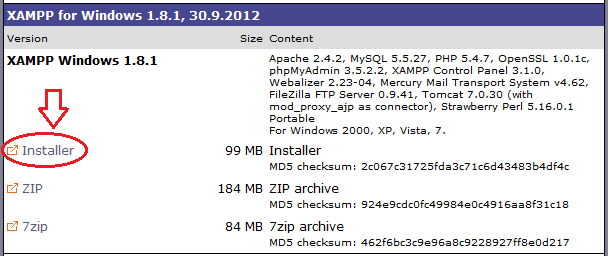 XAMPP for Windows 1.8.1, 30.9.2012
Version Size Content
XAMPP Windows 1.8.1
Apache 2.4.2, MySQL 5.5.27, PHP 5.4.7, OpenSSL 1.0.1c,
phpMyAdmin 3.5.2.2, XAMPP Control Panel 3.1.0,
Webalizer 2.23-04, Mercury Mail Transport System v4.62,
FileZilla FTP Server 0.9.41, Tomcat 7.0.30 (with
mod_proxy_ajp as connector), Strawberry Perl 5.16.0.1
Portable
For Windows 2000, XP, Vista, 7.
Installer 99 MB Installer
MD5 checksum: 2c067c31725fda3c71c6d43483b4df4c
ZIP 184 MB ZIP archive
MD5 checksum: 924e9cdc0fc49984e0c4916aa8f31c18
7zip 84 MB 7zip archive
MD5 checksum: 462f6bc3c9e96a8c9228927ff8e0d217